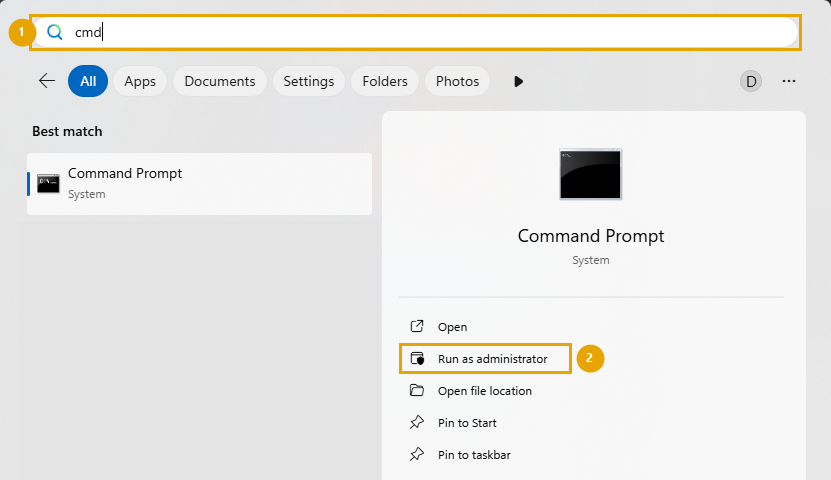 1
cmd
All Apps Documents Settings Folders Photos D
Best match
Command Prompt
System
Command Prompt
System
Open
Run as administrator 2
Open file location
Pin to Start
Pin to taskbar